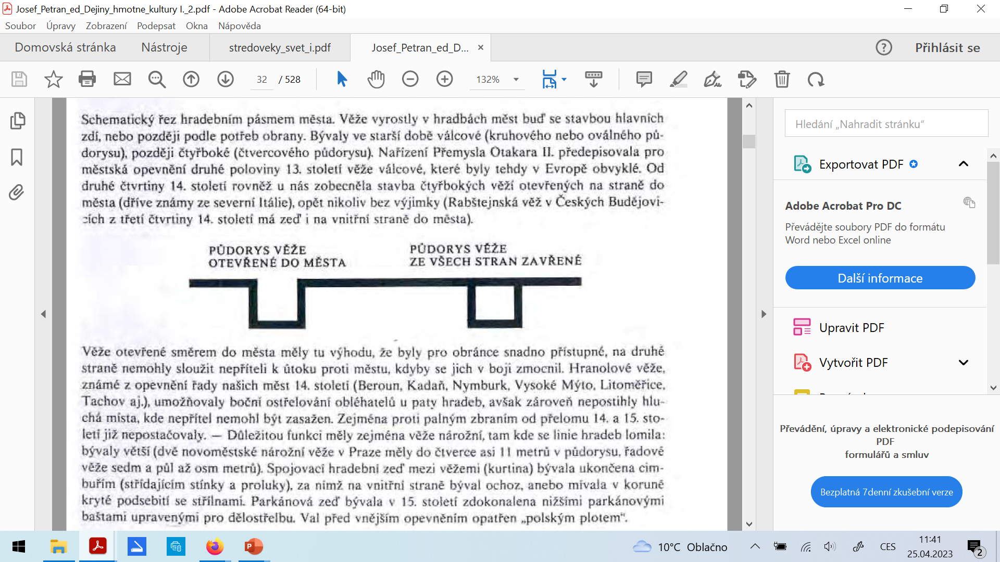 Josef_Petran_ed_Dejiny_hmotne_kultury I._2.pdf - Adobe Acrobat Reader (64-bit)
Soubor Úpravy Zobrazení Podepsat Okna Nápověda
Domovská stránka Nástroje stredoveky_svet_i.pdf Josef_Petran_ed_D... × Přihlásit se
32 / 528 132%
Schematický řez hradebním pásmem města. Věže vyrostly v hradbách měst buď se stavbou hlavních
zdí, nebo později podle potřeb obrany. Bývaly ve starší době válcové (kruhového nebo oválného pů-
dorysu), později čtyřboké (čtvercového půdorysu). Nařízení Přemysla Otakara II. předepisovala pro
městská opevnění druhé poloviny 13. století věže válcové, které byly tehdy v Evropě obvyklé. Od
druhé čtvrtiny 14. století rovněž u nás zobecněla stavba čtyřbokých věží otevřených na straně do
města (dříve známy ze severní Itálie), opět nikoliv bez výjimky (Rabštejnská věž v Českých Budějovi-
cích z třetí čtvrtiny 14. století má zeď i na vnitřní straně do města).
PŮDORYS VĚŽE
OTEVŘENÉ DO MĚSTA
PŮDORYS VĚŽE
ZE VŠECH STRAN ZAVŘENÉ
Věže otevřené směrem do města měly tu výhodu, že byly pro obránce snadno přístupné, na druhé
straně nemohly sloužit nepříteli k útoku proti městu, kdyby se jich v boji zmocnil. Hranolové věže,
známé z opevnění řady našich měst 14. století (Beroun, Kadaň, Nymburk, Vysoké Mýto, Litoměřice,
Tachov aj.), umožňovaly boční ostřelování obléhatelů u paty hradeb, avšak zároveň nepostihly hlu-
chá místa, kde nepřítel nemohl být zasažen. Zejména proti palným zbraním od přelomu 14. a 15. sto-
letí již nepostačovaly. — Důležitou funkci měly zejména věže nárožní, tam kde se linie hradeb lomila:
bývaly větší (dvě novoměstské nárožní věže v Praze měly do čtverce asi 11 metrů v půdorysu, řadové
věže sedm a půl až osm metrů). Spojovací hradební zeď mezi věžemi (kurtina) bývala ukončena cim-
buřím (střídajícím stínky a proluky), za nímž na vnitřní straně býval ochoz, anebo mívala v koruně
kryté podsebití se střílnami. Parkánová zeď bývala v 15. století zdokonalena nižšími parkánovými
baštami upravenými pro dělostřelbu. Val před vnějším opevněním opatřen „polským plotem“.
Hledání „Nahradit stránku“
Exportovat PDF
Adobe Acrobat Pro DC
Převádějte soubory PDF do formátu
Word nebo Excel online
Další informace
Upravit PDF
Vytvořit PDF
Převádění, úpravy a elektronické podepisování
PDF
formulářů a smluv
Bezplatná 7denní zkušební verze
10°C Oblačno
CES
11:41
25.04.2023
2